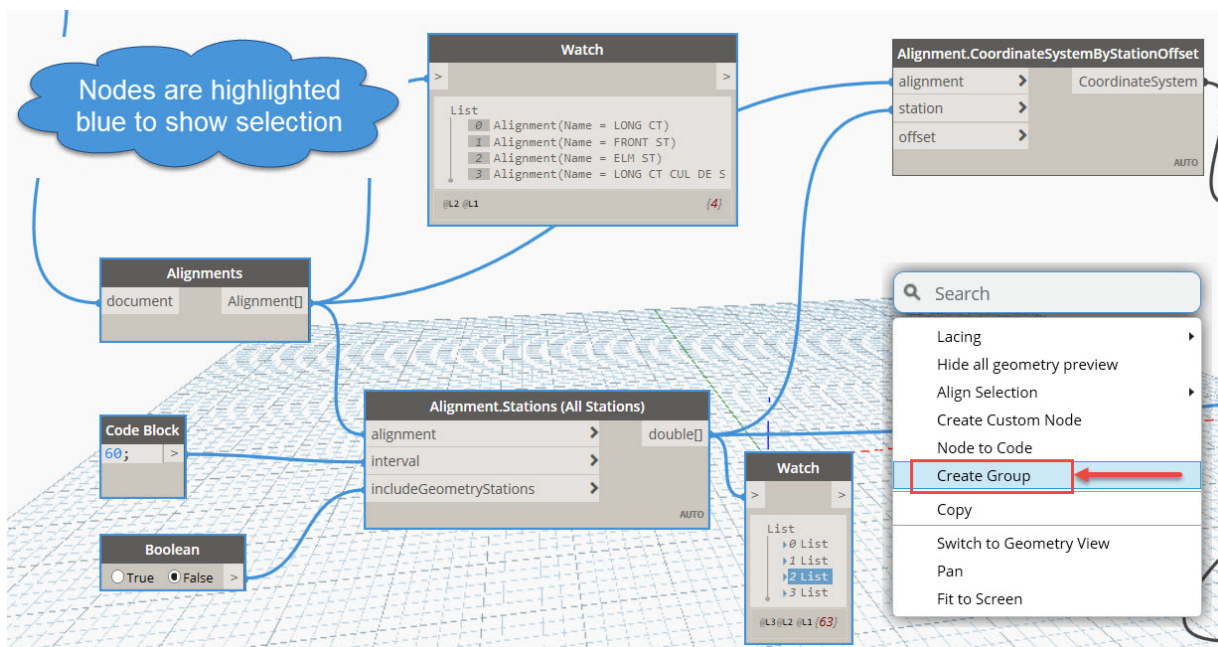 Nodes are highlighted
blue to show selection
Watch
>
>
List
0 Alignment(Name = LONG CT)
1 Alignment(Name = FRONT ST)
2 Alignment(Name = ELM ST)
3 Alignment(Name = LONG CT CUL DE S
@L2 @L1 {4}
Alignment.CoordinateSystemByStationOffset
alignment > CoordinateSystem
station >
offset >
AUTO
Alignments
document Alignment[]
Code Block
60; >
Boolean
True False >
Alignment.Stations (All Stations)
alignment > double[]
interval >
includeGeometryStations >
AUTO
Watch
> >
List
0 List
1 List
2 List
3 List
@L3 @L2 @L1 {63}
Search
Lacing
Hide all geometry preview
Align Selection
Create Custom Node
Node to Code
Create Group
Copy
Switch to Geometry View
Pan
Fit to Screen